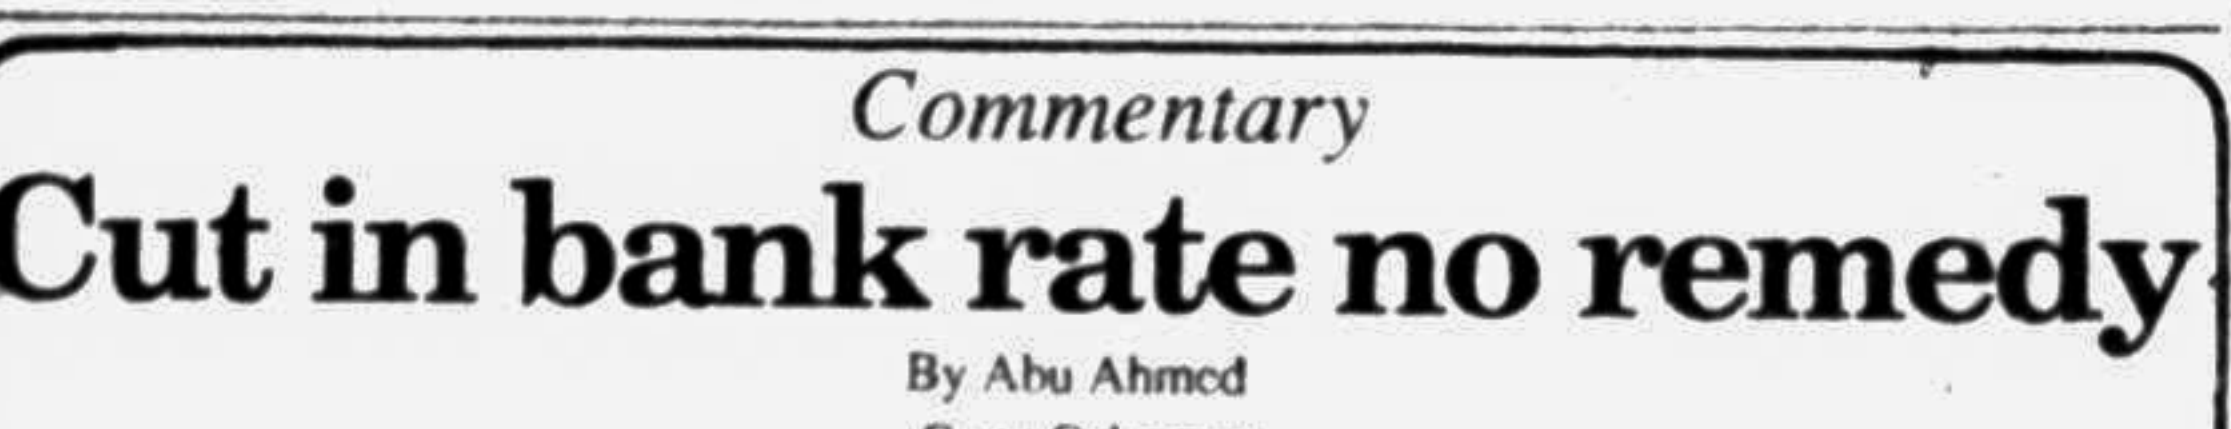 Commentary
Cut in bank rate no remedy
By Abu Ahmed